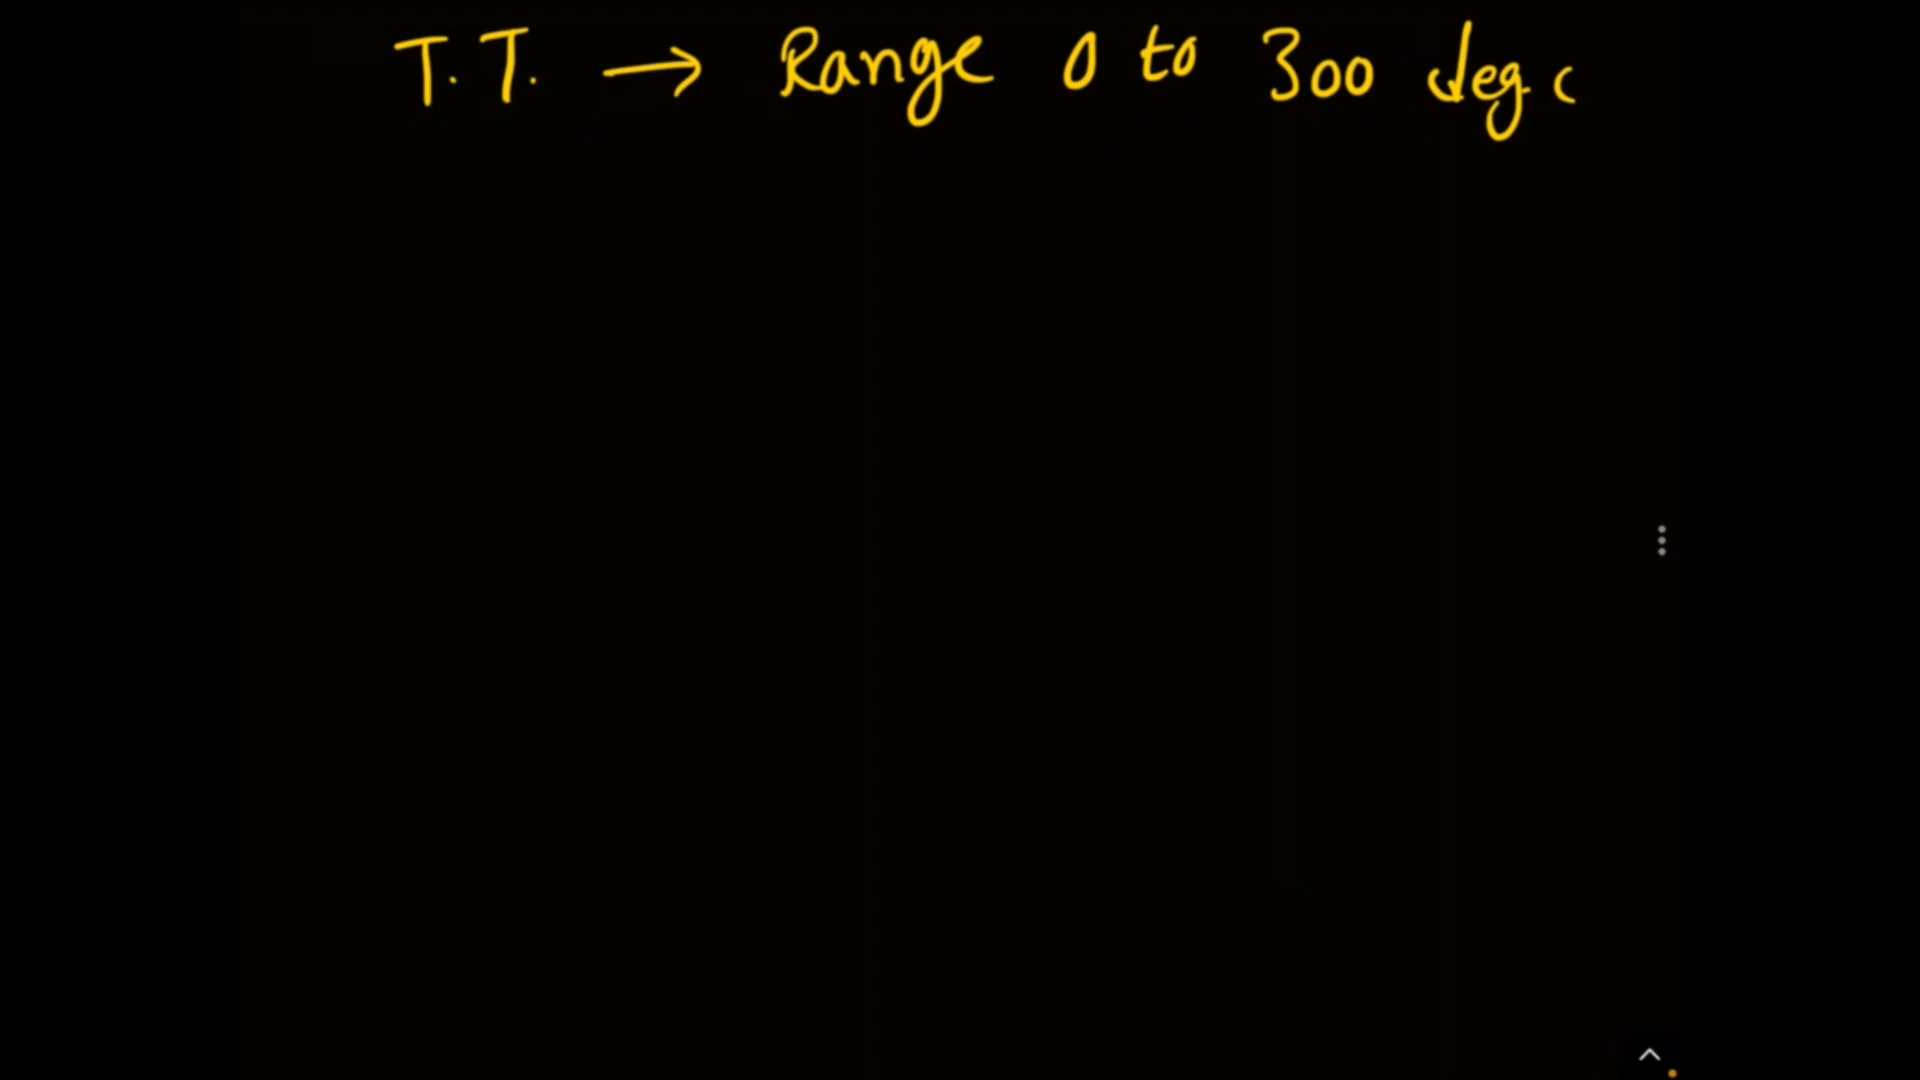 T.T. → Range 0 to 300 deg c